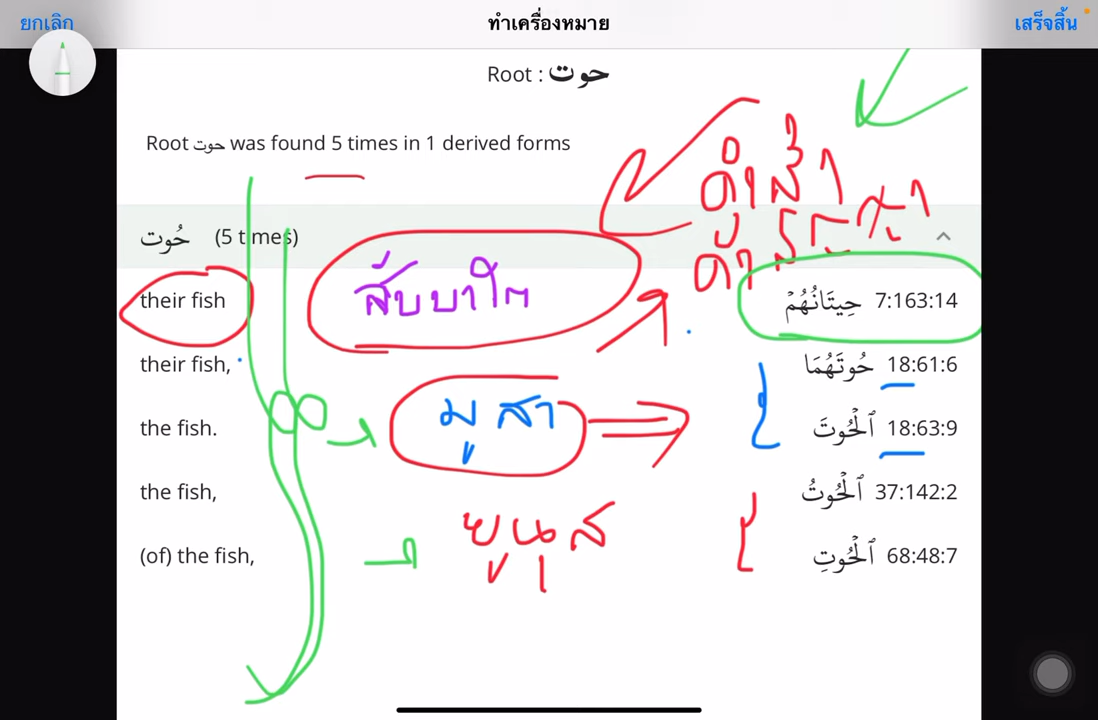 ยกเลิก ทำเครื่องหมาย เสร็จสิ้น
Root : حوت
Root حوت was found 5 times in 1 derived forms
حُوت (5 times)
their fish حِيتَانُهُمْ 7:163:14
สับบาโต
their fish, حُوتَهُمَا 18:61:6
มูสา
the fish. ٱلْحُوتَ 18:63:9
the fish, ٱلْحُوتُ 37:142:2
ยูนุส
(of) the fish, ٱلْحُوتِ 68:48:7